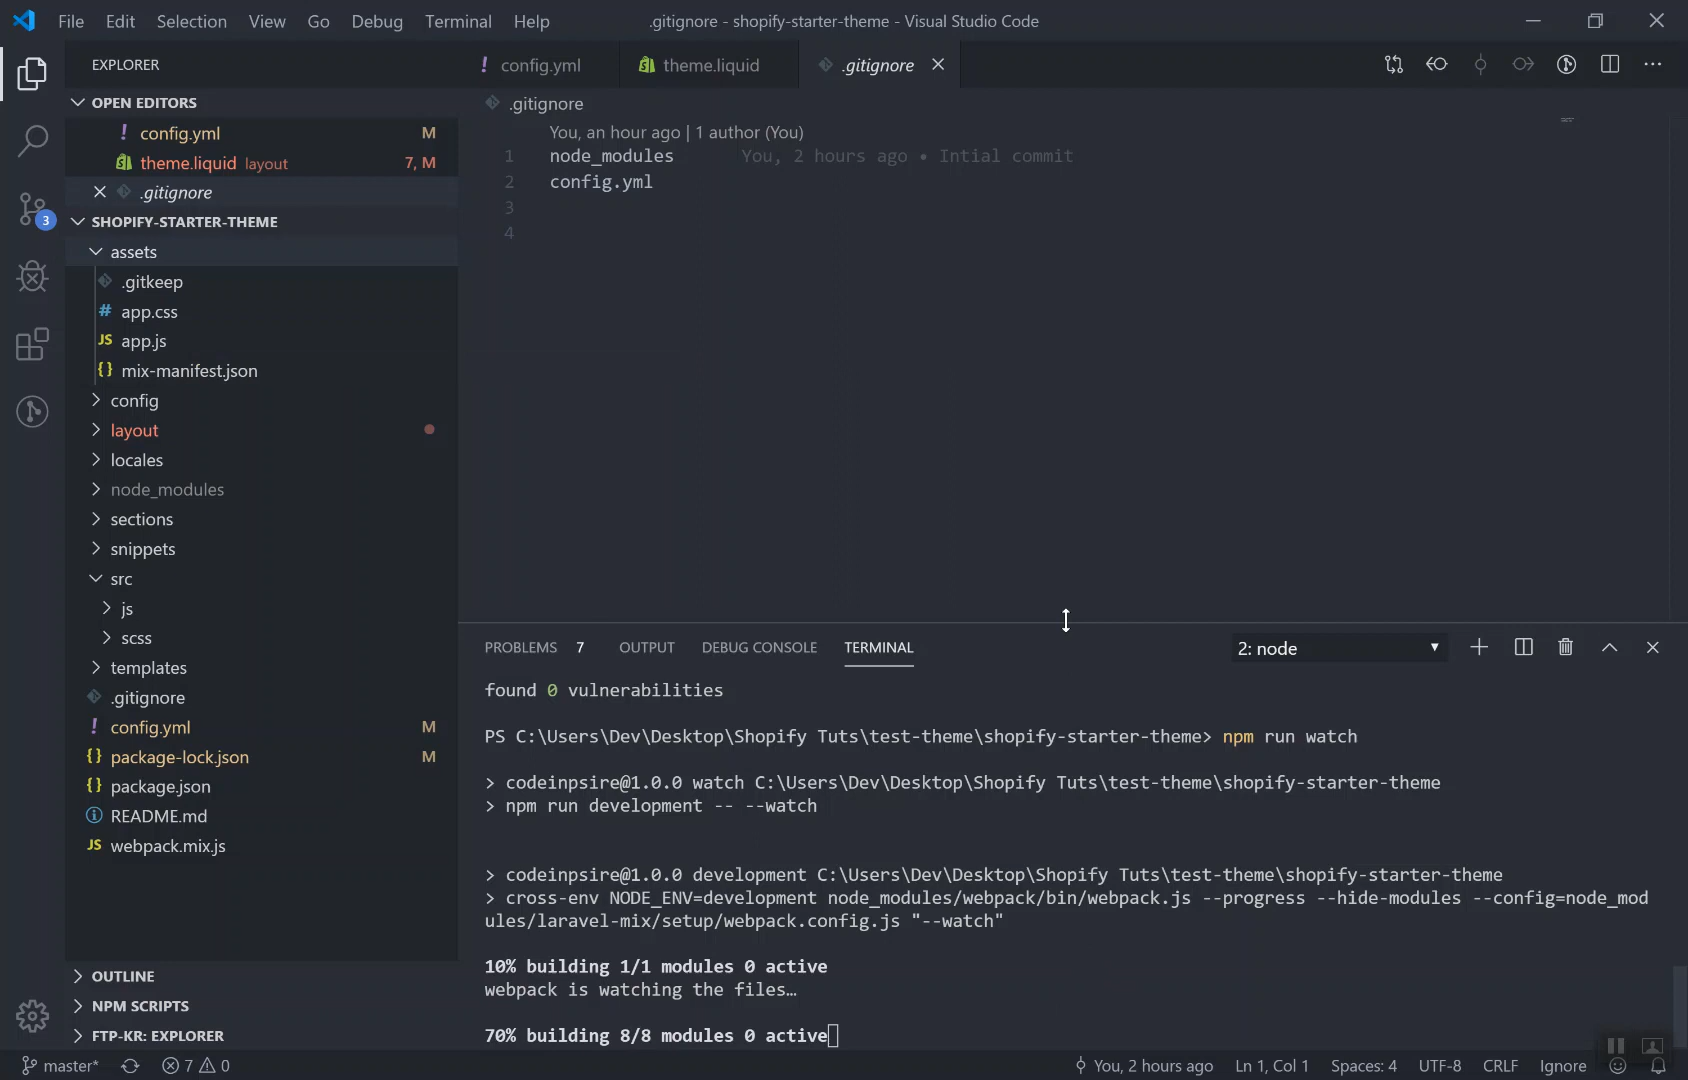 File Edit Selection View Go Debug Terminal Help
.gitignore - shopify-starter-theme - Visual Studio Code
EXPLORER
OPEN EDITORS
! config.yml M
theme.liquid layout 7, M
.gitignore
3
SHOPIFY-STARTER-THEME
assets
.gitkeep
# app.css
JS app.js
{} mix-manifest.json
config
layout
locales
node_modules
sections
snippets
src
js
scss
templates
.gitignore
! config.yml M
{} package-lock.json M
{} package.json
README.md
JS webpack.mix.js
OUTLINE
NPM SCRIPTS
FTP-KR: EXPLORER
! config.yml theme.liquid .gitignore
.gitignore
You, an hour ago | 1 author (You)
1 node_modules You, 2 hours ago • Intial commit
2 config.yml
3
4
PROBLEMS 7 OUTPUT DEBUG CONSOLE TERMINAL 2: node
found 0 vulnerabilities
PS C:\Users\Dev\Desktop\Shopify Tuts\test-theme\shopify-starter-theme> npm run watch
> codeinpsire@1.0.0 watch C:\Users\Dev\Desktop\Shopify Tuts\test-theme\shopify-starter-theme
> npm run development -- --watch
> codeinpsire@1.0.0 development C:\Users\Dev\Desktop\Shopify Tuts\test-theme\shopify-starter-theme
> cross-env NODE_ENV=development node_modules/webpack/bin/webpack.js --progress --hide-modules --config=node_mod
ules/laravel-mix/setup/webpack.config.js "--watch"
10% building 1/1 modules 0 active
webpack is watching the files…
70% building 8/8 modules 0 active
master* 7 0 You, 2 hours ago Ln 1, Col 1 Spaces: 4 UTF-8 CRLF Ignore